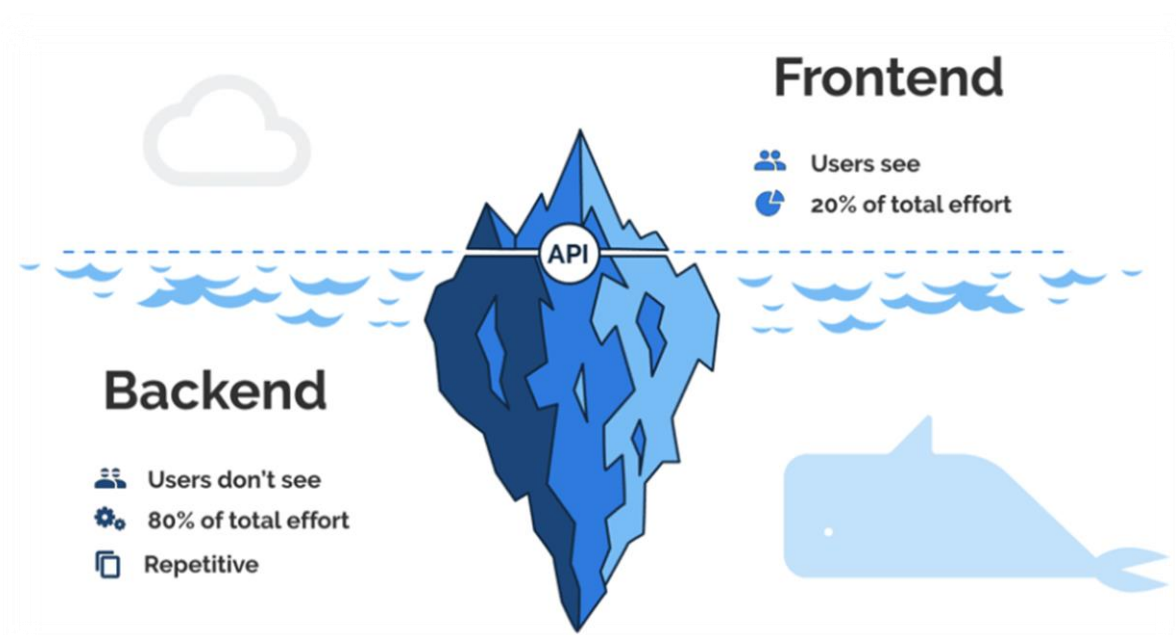 Frontend
Users see
20% of total effort
API
Backend
Users don't see
80% of total effort
Repetitive